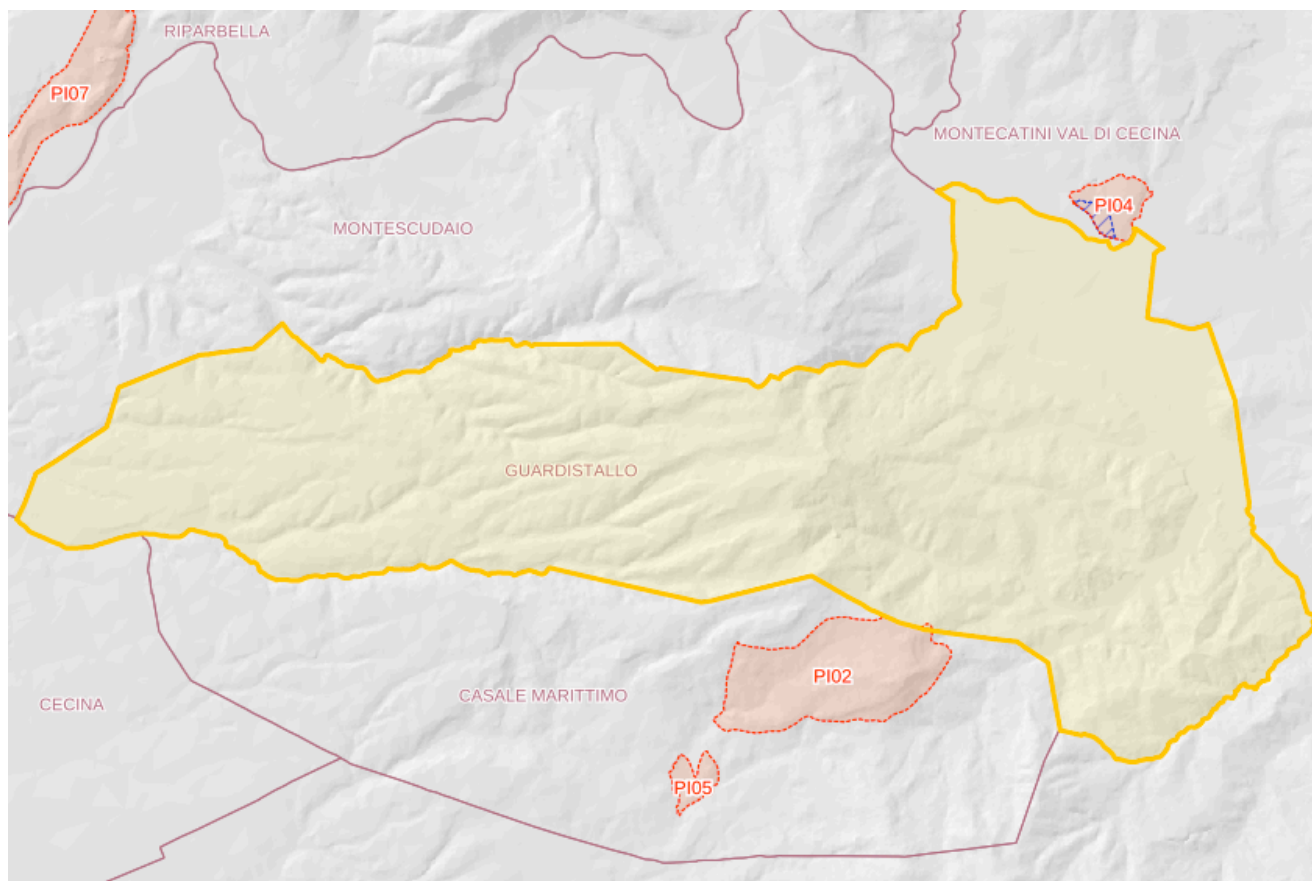 RIPARBELLA
PI07
MONTECATINI VAL DI CECINA
PI04
MONTESCUDAIO
GUARDISTALLO
PI02
CASALE MARITTIMO
CECINA
PI05